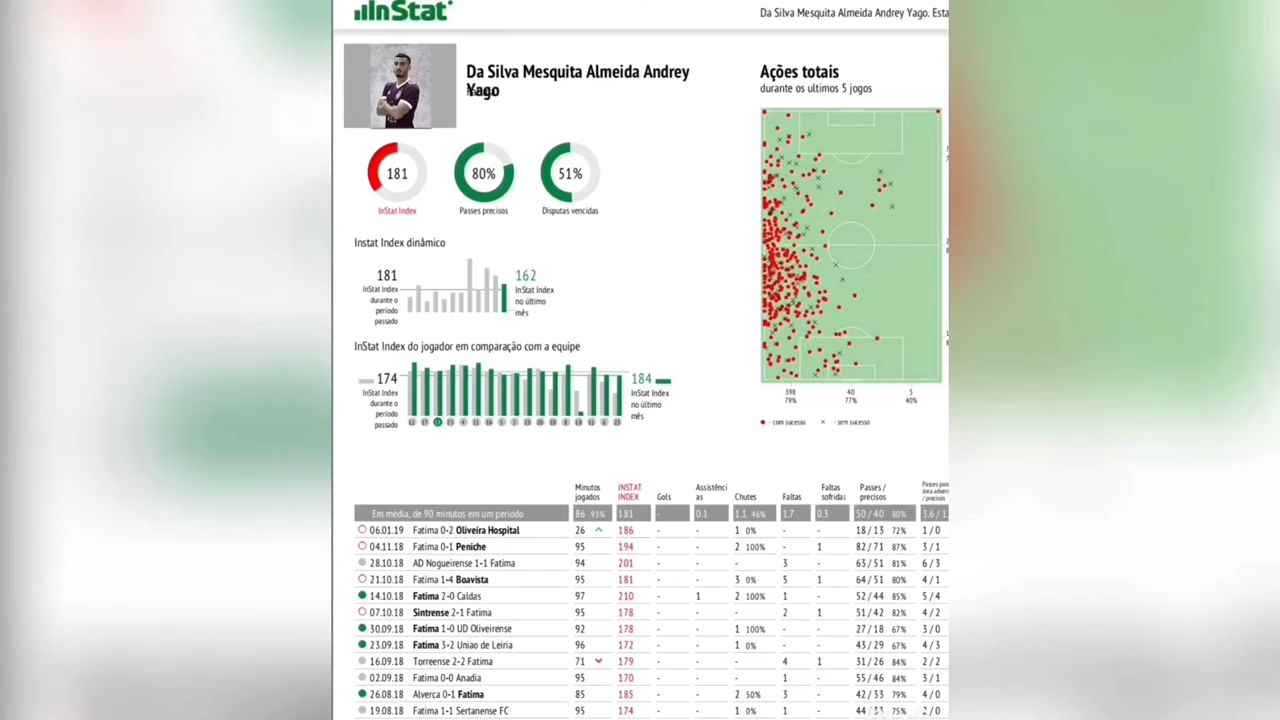 InStat
Da Silva Mesquita Almeida Andrey Yago. Esta
Da Silva Mesquita Almeida Andrey
Yago
Ações totais
durante os ultimos 5 jogos
181
80%
51%
InStat Index
Passes precisos
Disputas vencidas
Instat Index dinâmico
181
InStat Index
durante o
período
passado
162
InStat Index
no último
mês
InStat Index do jogador em comparação com a equipe
174
InStat Index
durante o
período
passado
184
InStat Index
no último
mês
398
79%
40
77%
5
40%
- com sucesso
- sem sucesso
Minutos jogados INSTAT INDEX Gols Assistênci as Chutes Faltas Faltas sofridas Passes / precisos
Em média, de 90 minutos em um periodo 86 91% 181 - 0.1 1.1 46% 1.7 0.3 50 / 40 80% 3.6 / 1.
06.01.19 Fatima 0-2 Oliveira Hospital 26 186 - - 1 0% - - 18 / 13 72% 1 / 0
04.11.18 Fatima 0-1 Peniche 95 194 - - 2 100% - 1 82 / 71 87% 3 / 1
28.10.18 AD Nogueirense 1-1 Fatima 94 201 - - - 3 - 63 / 51 81% 6 / 3
21.10.18 Fatima 1-4 Boavista 95 181 - - 3 0% 5 1 64 / 51 80% 4 / 1
14.10.18 Fatima 2-0 Caldas 97 210 - 1 2 100% 1 - 52 / 44 85% 5 / 4
07.10.18 Sintrense 2-1 Fatima 95 178 - - - 2 1 51 / 42 82% 4 / 2
30.09.18 Fatima 1-0 UD Oliveirense 92 178 - - 1 100% - - 27 / 18 67% 3 / 0
23.09.18 Fatima 3-2 Uniao de Leiria 96 172 - - 1 0% - - 43 / 29 67% 4 / 3
16.09.18 Torreense 2-2 Fatima 71 179 - - - 4 1 31 / 26 84% 2 / 2
02.09.18 Fatima 0-0 Anadia 95 170 - - - 1 - 55 / 46 84% 3 / 1
26.08.18 Alverca 0-1 Fatima 85 185 - - 2 50% 3 - 42 / 33 79% 4 / 0
19.08.18 Fatima 1-1 Sertanense FC 95 174 - - 1 0% 1 - 44 / 33 75% 2 / 0